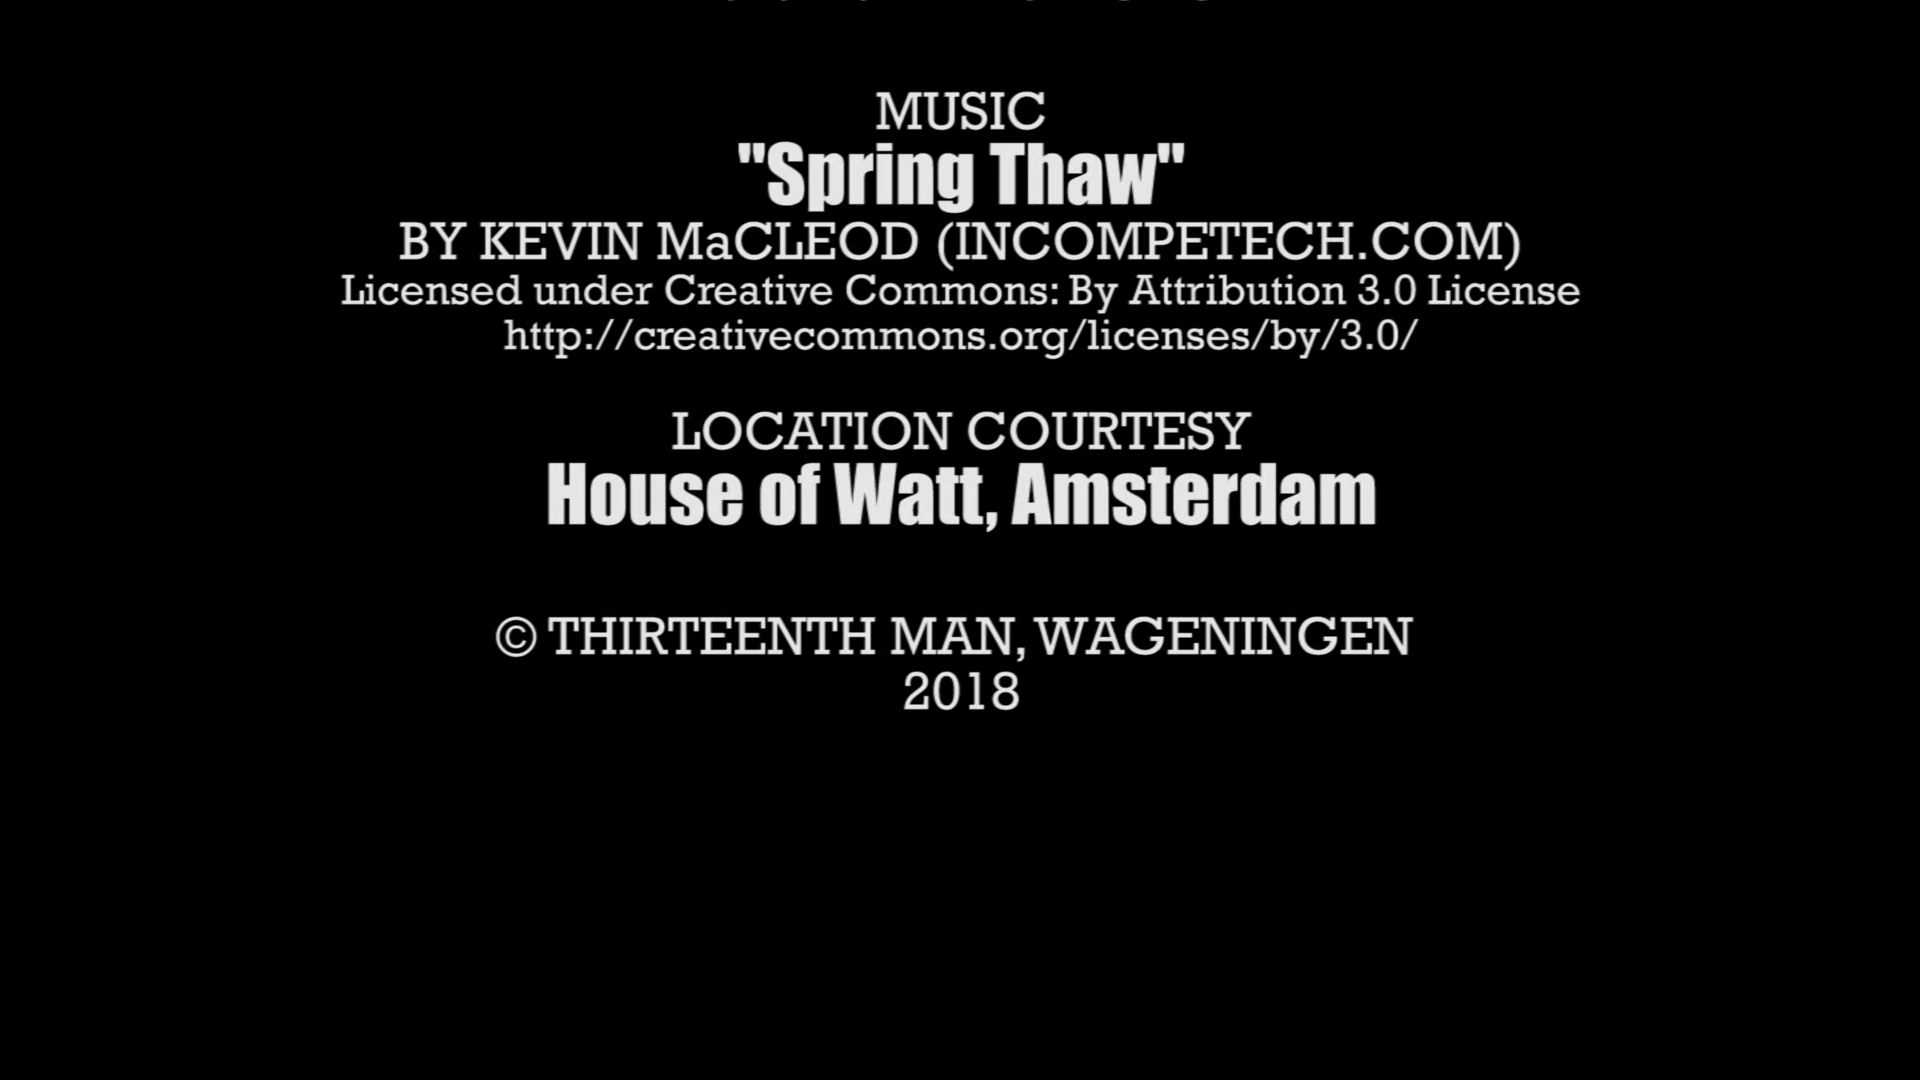 MUSIC
"Spring Thaw"
BY KEVIN MaCLEOD (INCOMPETECH.COM)
Licensed under Creative Commons: By Attribution 3.0 License
http://creativecommons.org/licenses/by/3.0/
LOCATION COURTESY
House of Watt, Amsterdam
© THIRTEENTH MAN, WAGENINGEN
2018